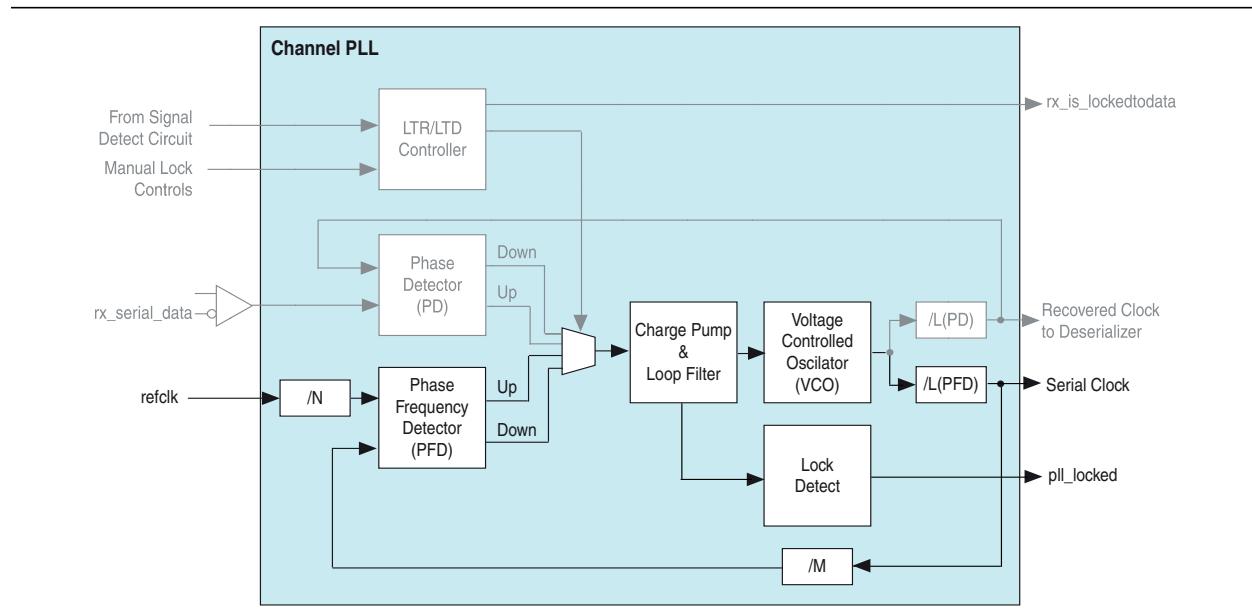 Channel PLL
From Signal
Detect Circuit
Manual Lock
Controls
LTR/LTD
Controller
rx_is_lockedtodata
Phase
Detector
(PD)
Down
Up
rx_serial_data
Charge Pump
&
Loop Filter
Voltage
Controlled
Oscilator
(VCO)
/L(PD)
Recovered Clock
to Deserializer
/L(PFD)
Serial Clock
refclk
/N
Phase
Frequency
Detector
(PFD)
Up
Down
Lock
Detect
pll_locked
/M